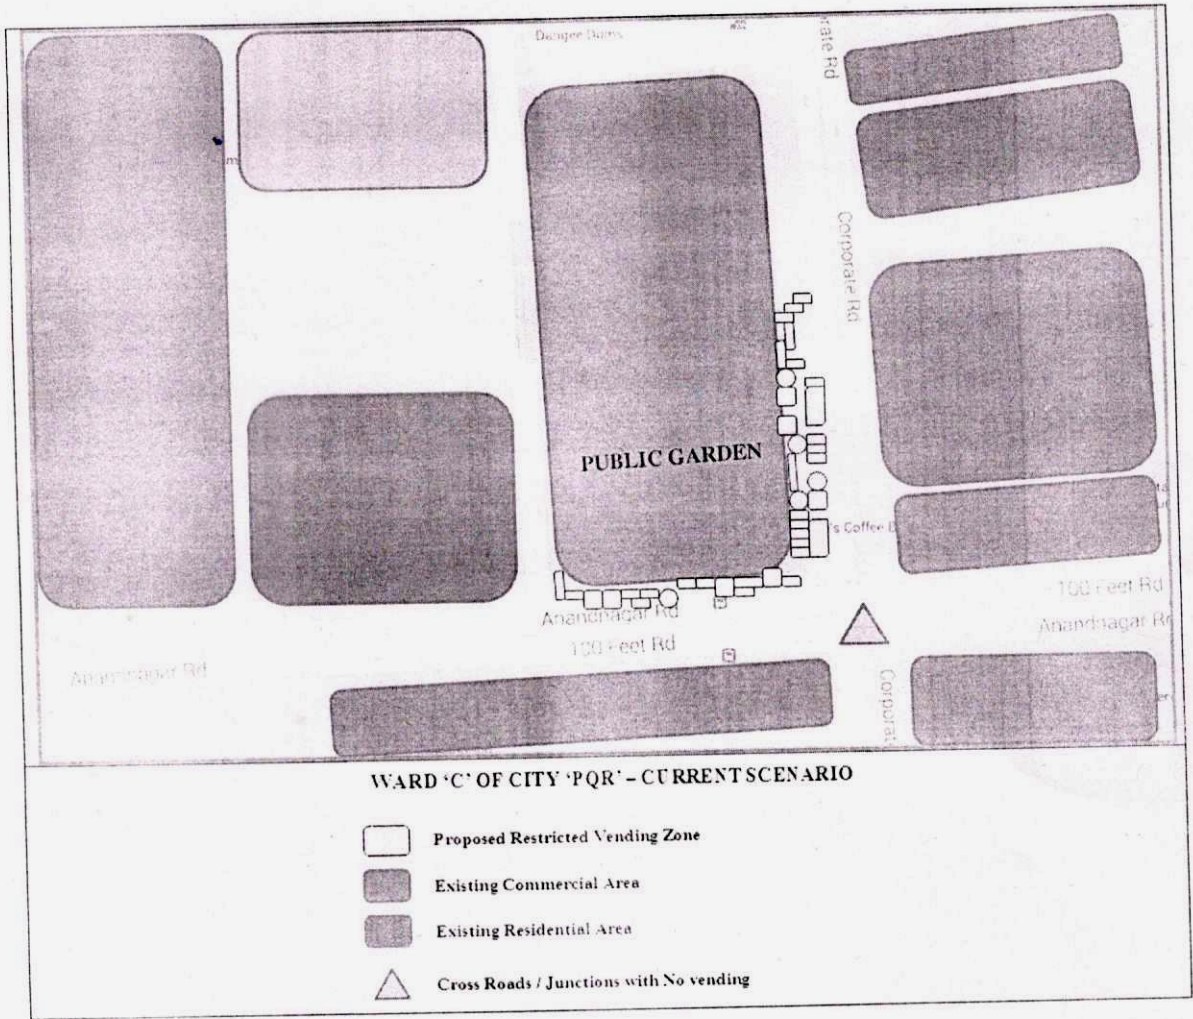 Dangee Dums
rate Rd
m
Corporate Rd
PUBLIC GARDEN
's Coffee
100 Feet Rd
Anandnagar Rd
Anandnagar
100 Feet Rd
Anandnagar Rd
Corporat
WARD ‘C’ OF CITY ‘PQR’ – CURRENT SCENARIO
Proposed Restricted Vending Zone
Existing Commercial Area
Existing Residential Area
Cross Roads / Junctions with No vending